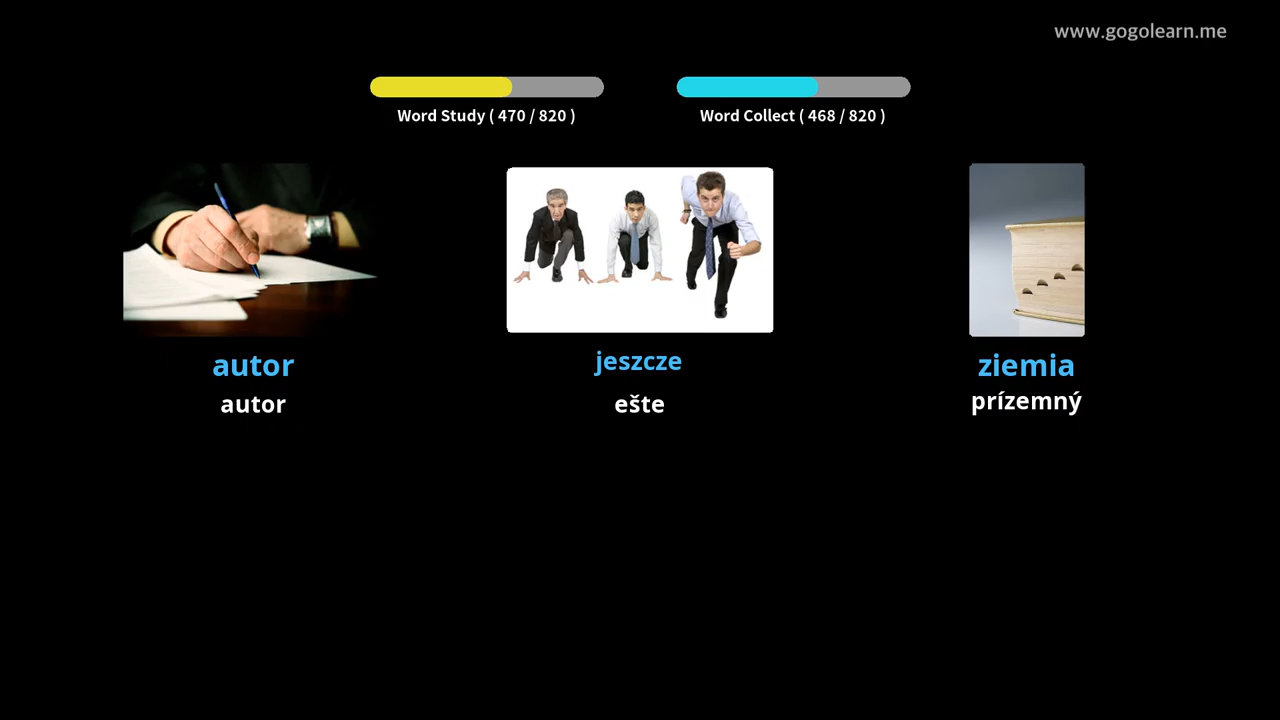 www.gogolearn.me
Word Study ( 470 / 820 )
Word Collect ( 468 / 820 )
autor
autor
jeszcze
ešte
ziemia
prízemný